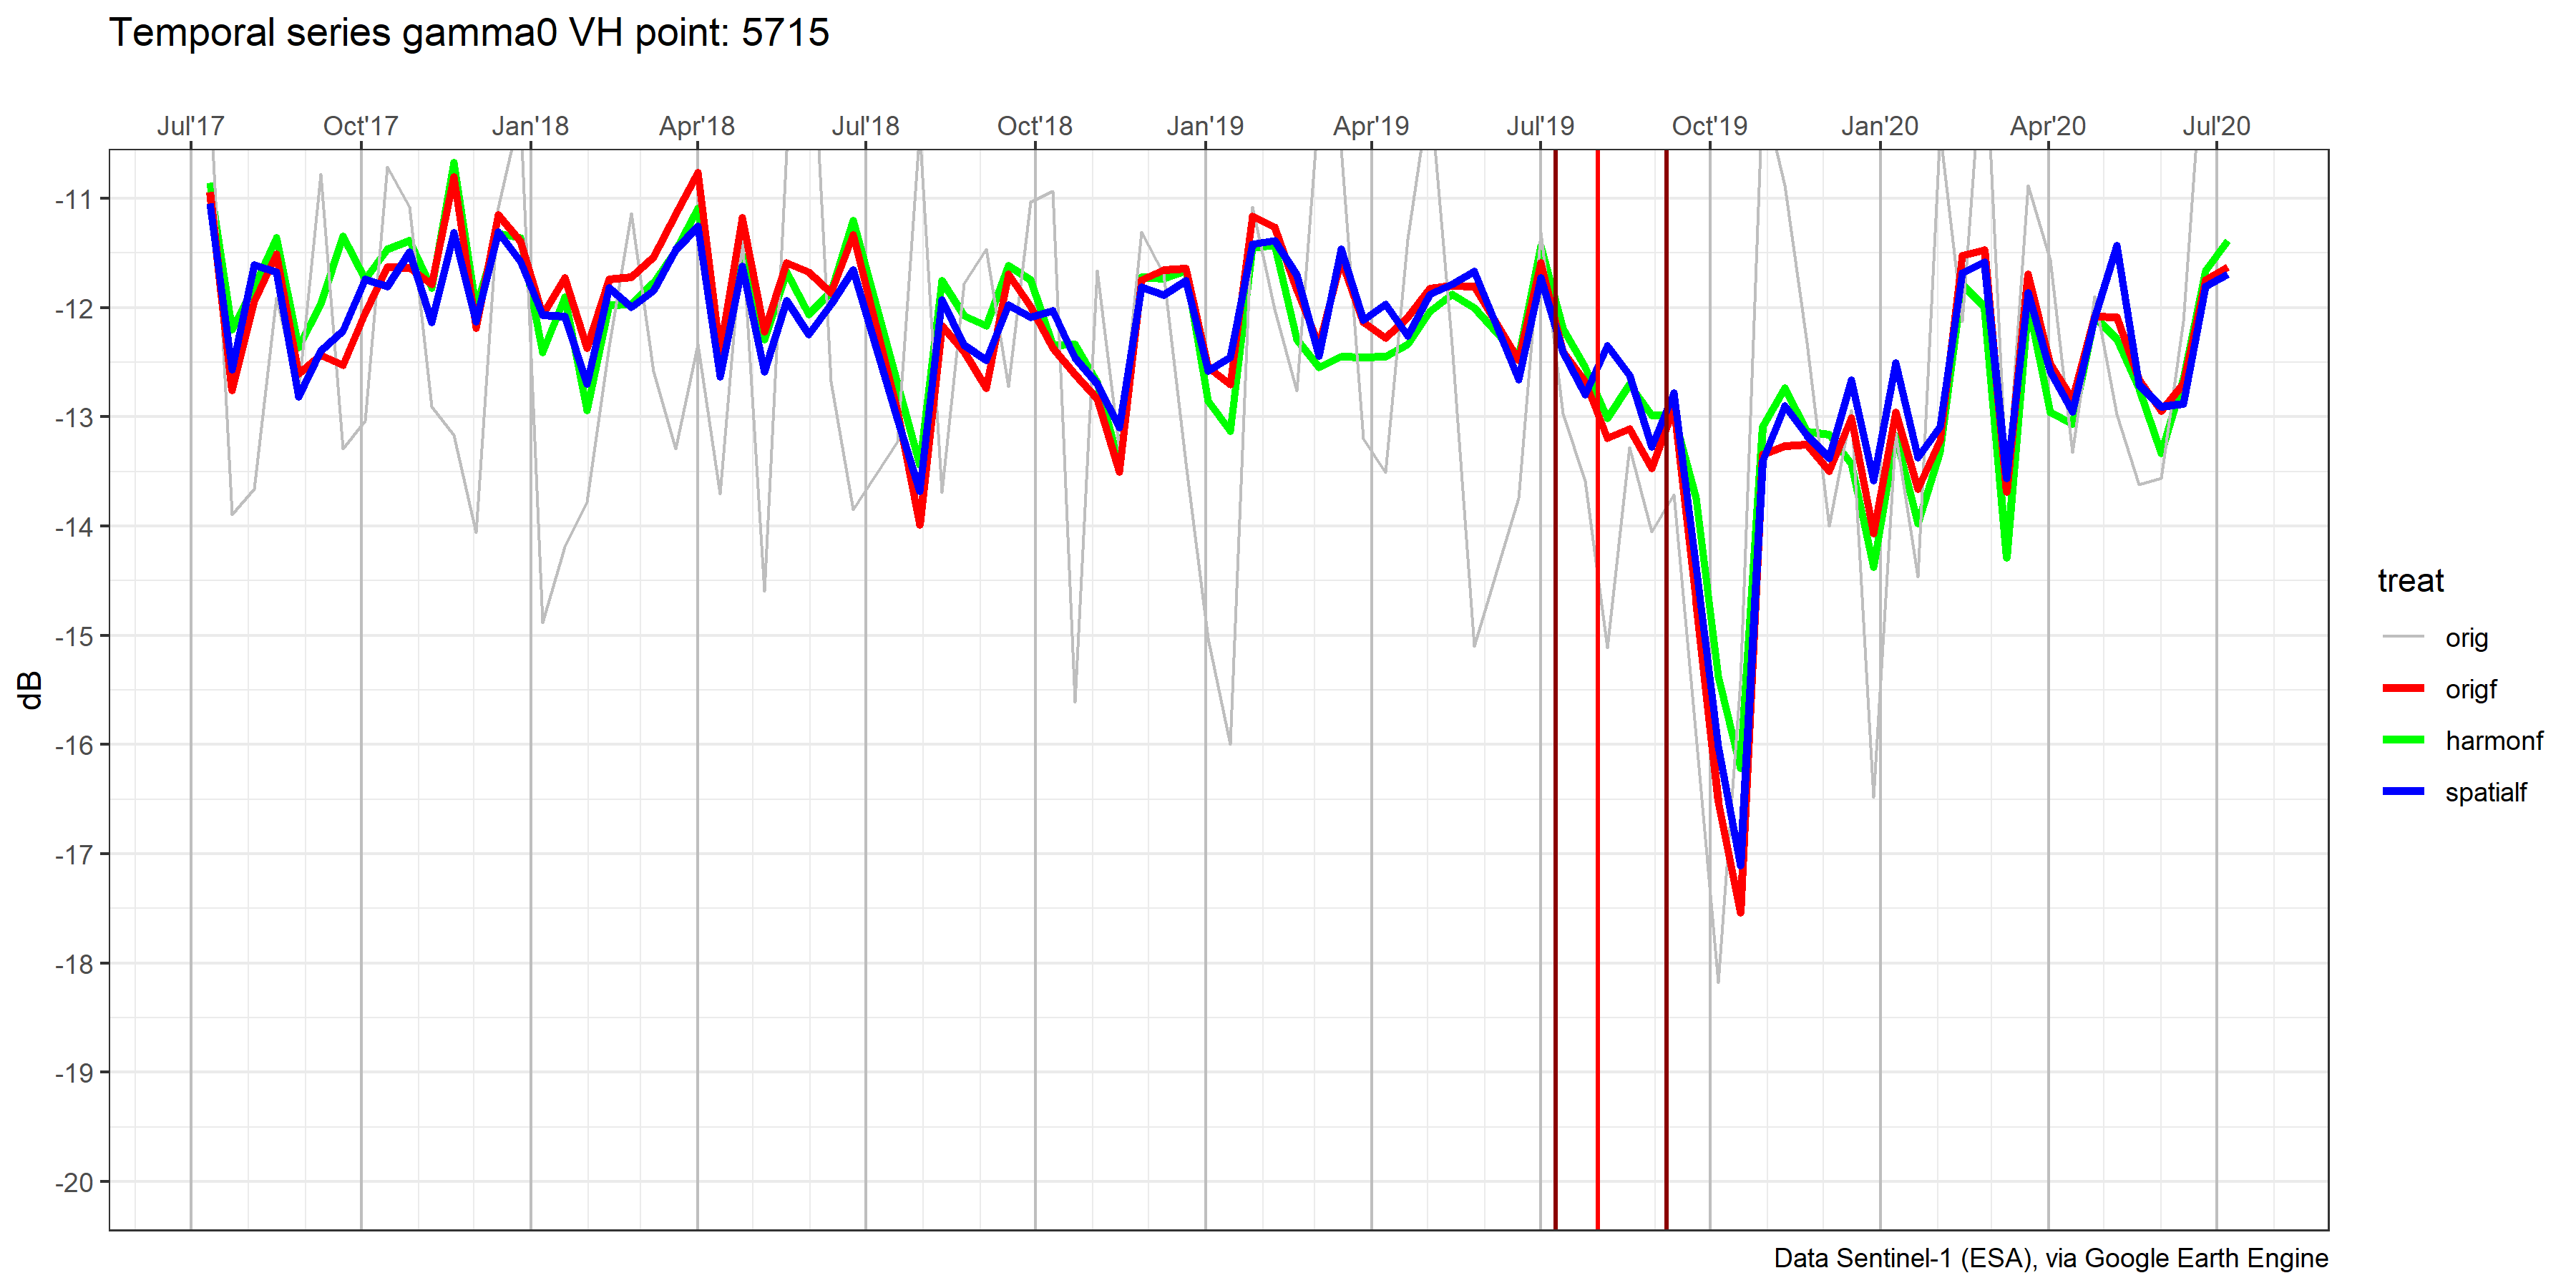 Temporal series gamma0 VH point: 5715
Jul'17 Oct'17 Jan'18 Apr'18 Jul'18 Oct'18 Jan'19 Apr'19 Jul'19 Oct'19 Jan'20 Apr'20 Jul'20
-11
-12
-13
-14
-15
-16
-17
-18
-19
-20
dB
treat
orig
origf
harmonf
spatialf
Data Sentinel-1 (ESA), via Google Earth Engine